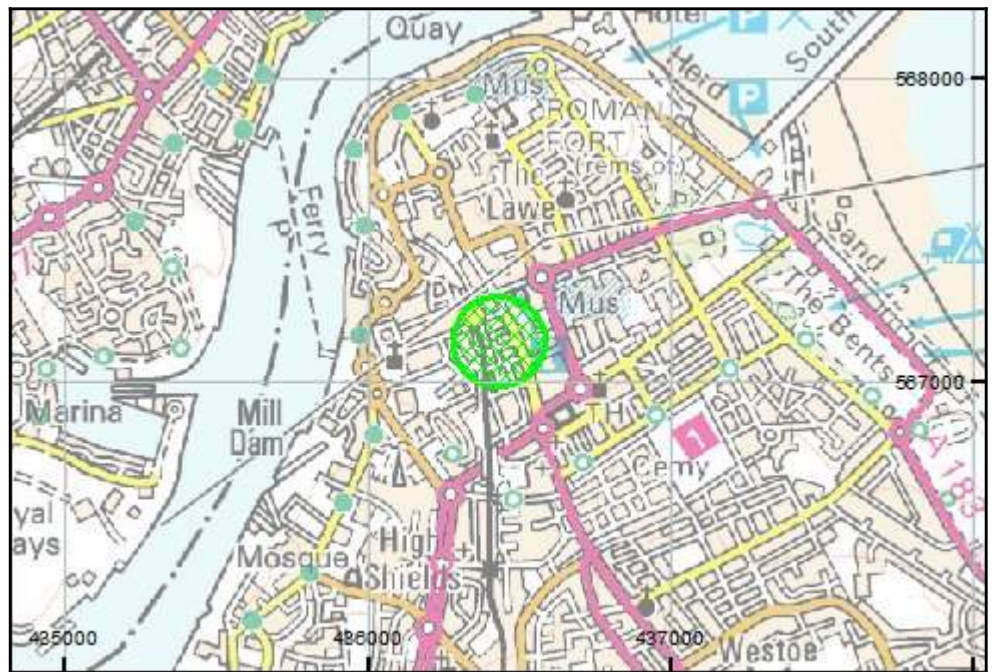 Quay
Hotel
South
Herd
568000
Mus
ROMAN
FORT
(rems of)
The
Lawe
Ferry
P
Sand
Mus
The Bents
567000
Marina
Mill
Dam
TH
1
Cemy
A 183
yal
ays
High
Shields
Mosque
435000
436000
437000
Westoe